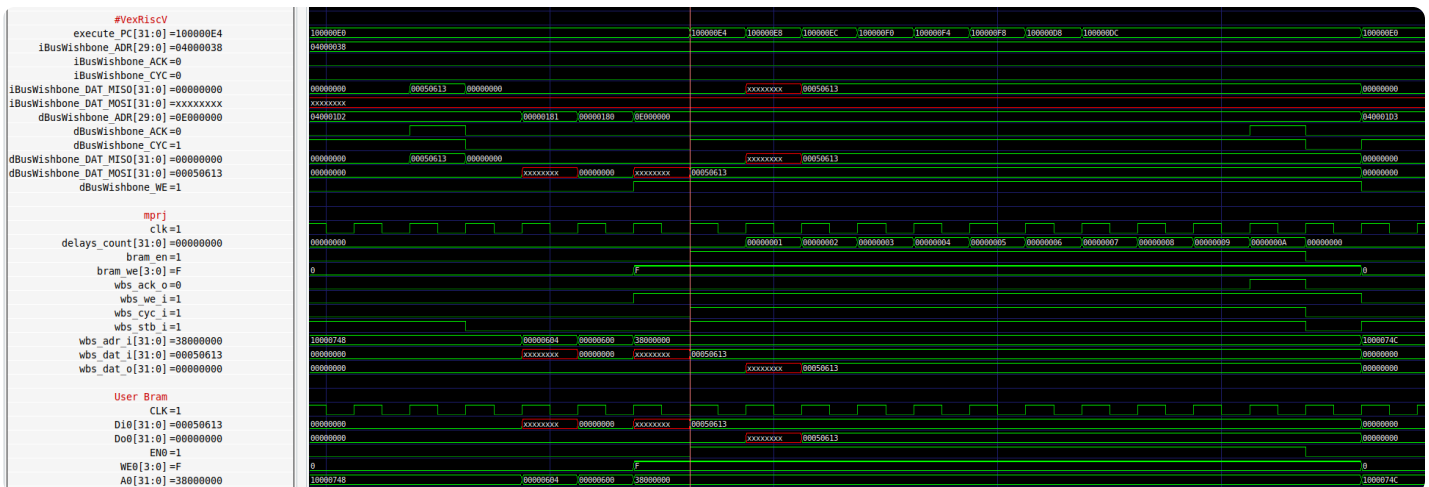 #VexRiscV
execute_PC[31:0]=100000E4 100000E0 100000E4 100000E8 100000EC 100000F0 100000F4 100000F8 100000D8 100000DC 100000E0
iBusWishbone_ADR[29:0]=04000038 04000038
iBusWishbone_ACK=0
iBusWishbone_CYC=0
iBusWishbone_DAT_MISO[31:0]=00000000 00000000 00050613 00000000 xxxxxxxx 00050613 00000000
iBusWishbone_DAT_MOSI[31:0]=xxxxxxxx xxxxxxxx
dBusWishbone_ADR[29:0]=0E000000 040001D2 00000181 00000180 0E000000 040001D3
dBusWishbone_ACK=0
dBusWishbone_CYC=1
dBusWishbone_DAT_MISO[31:0]=00000000 00000000 00050613 00000000 xxxxxxxx 00050613 00000000
dBusWishbone_DAT_MOSI[31:0]=00050613 00000000 xxxxxxxx 00000000 xxxxxxxx 00050613 00000000
dBusWishbone_WE=1
mprj
clk=1
delays_count[31:0]=00000000 00000000 00000001 00000002 00000003 00000004 00000005 00000006 00000007 00000008 00000009 0000000A 00000000
bram_en=1
bram_we[3:0]=F 0 F 0
wbs_ack_o=0
wbs_we_i=1
wbs_cyc_i=1
wbs_stb_i=1
wbs_adr_i[31:0]=38000000 10000748 00000604 00000600 38000000 1000074C
wbs_dat_i[31:0]=00050613 00000000 xxxxxxxx 00000000 xxxxxxxx 00050613 00000000
wbs_dat_o[31:0]=00000000 00000000 xxxxxxxx 00050613 00000000
User Bram
CLK=1
Di0[31:0]=00050613 00000000 xxxxxxxx 00000000 xxxxxxxx 00050613 00000000
Do0[31:0]=00000000 00000000 xxxxxxxx 00050613 00000000
EN0=1
WE0[3:0]=F 0 F 0
A0[31:0]=38000000 10000748 00000604 00000600 38000000 1000074C